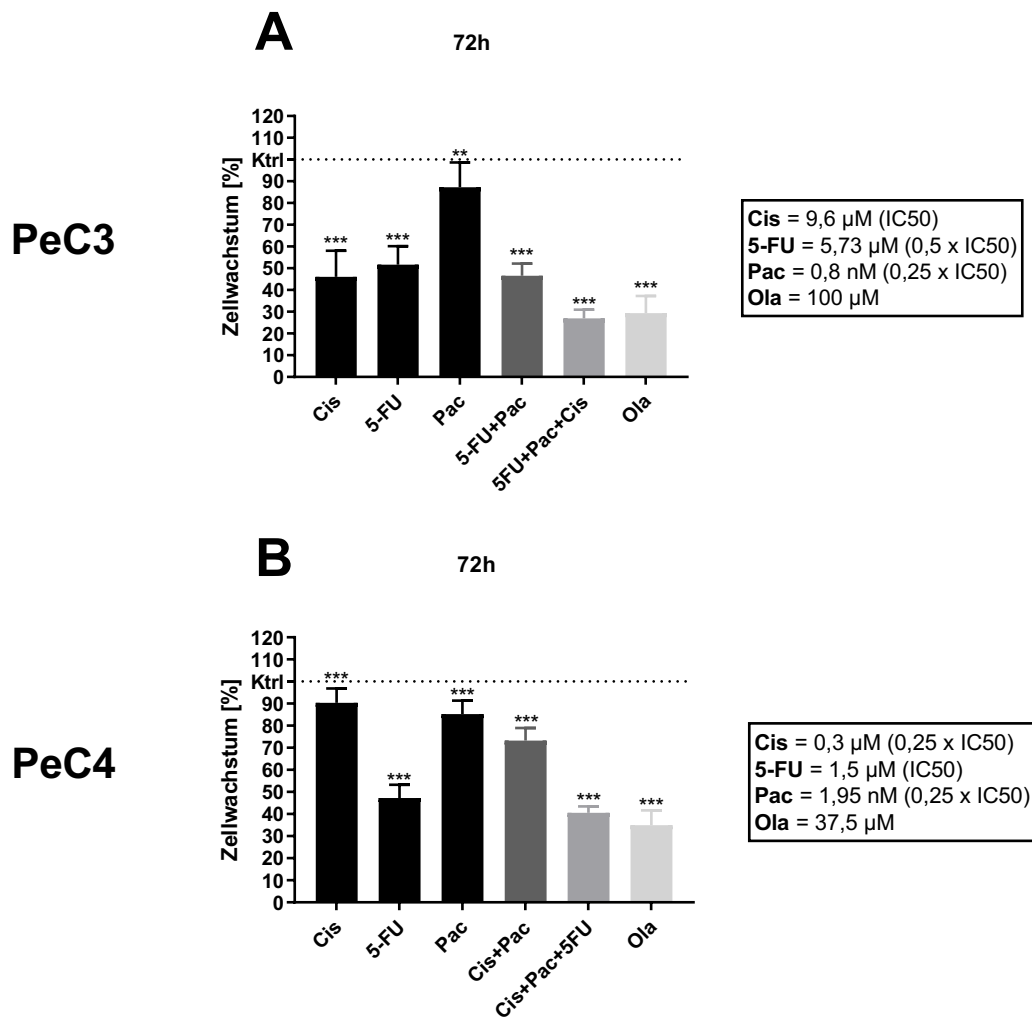 A
72h
PeC3
Zellwachstum [%]
120
110
Ktrl
90
80
70
60
50
40
30
20
10
0
***
***
**
***
***
***
Cis
5-FU
Pac
5-FU+Pac
5FU+Pac+Cis
Ola
Cis = 9,6 µM (IC50)
5-FU = 5,73 µM (0,5 x IC50)
Pac = 0,8 nM (0,25 x IC50)
Ola = 100 µM
B
72h
PeC4
Zellwachstum [%]
120
110
Ktrl
90
80
70
60
50
40
30
20
10
0
***
***
***
***
***
***
Cis
5-FU
Pac
Cis+Pac
Cis+Pac+5FU
Ola
Cis = 0,3 µM (0,25 x IC50)
5-FU = 1,5 µM (IC50)
Pac = 1,95 nM (0,25 x IC50)
Ola = 37,5 µM